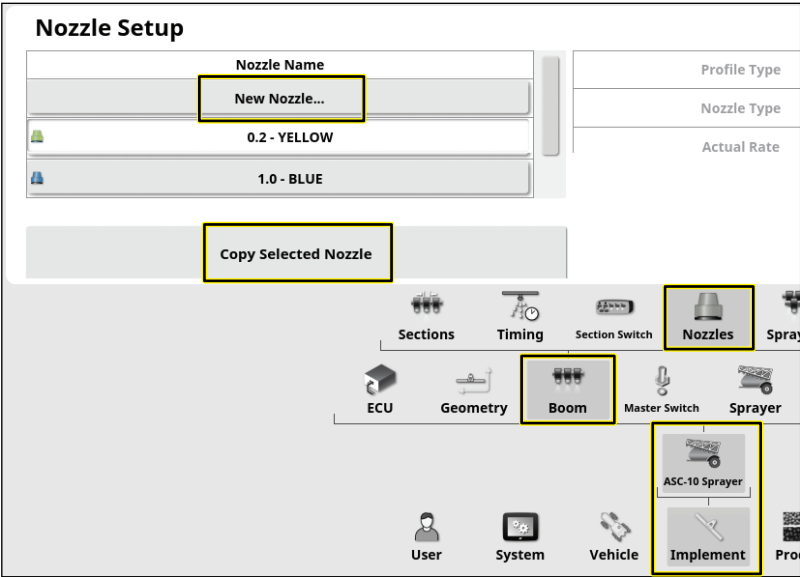 Nozzle Setup
Nozzle Name
New Nozzle...
0.2 - YELLOW
1.0 - BLUE
Copy Selected Nozzle
Profile Type
Nozzle Type
Actual Rate
Sections Timing Section Switch Nozzles Spray
ECU Geometry Boom Master Switch Sprayer
ASC-10 Sprayer
User System Vehicle Implement